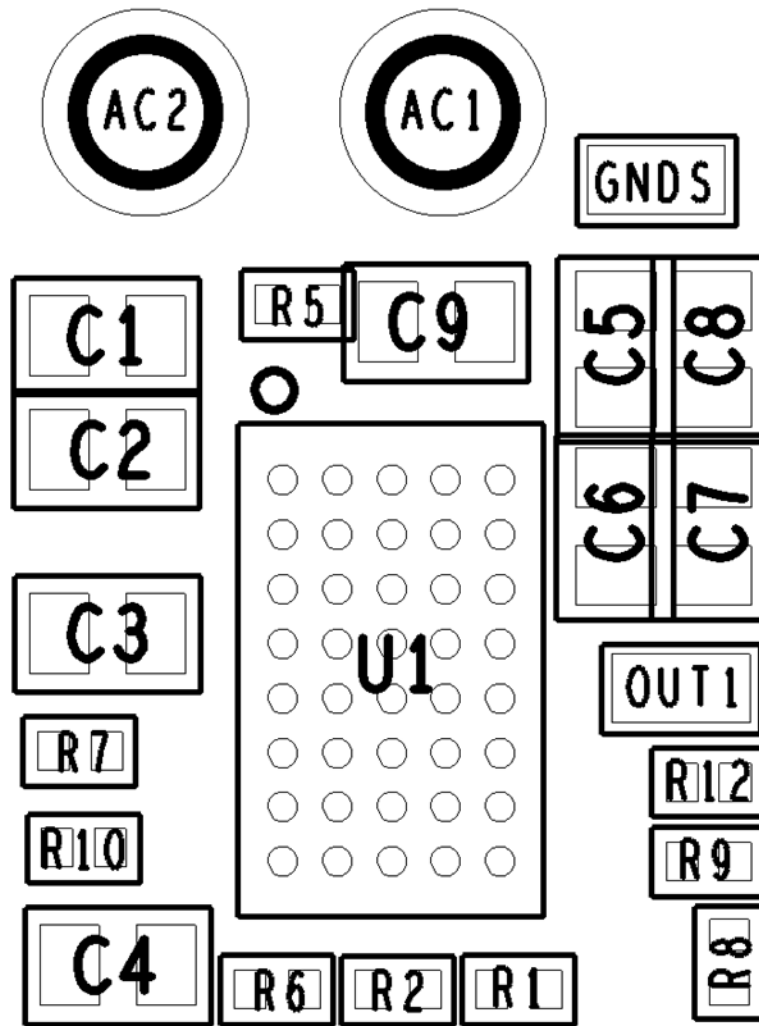 AC2 AC1
GNDS
C1 R5 C9 C5 C8
C2 C6 C7
C3 U1 OUT1
R7 R12
R10 R9
C4 R6 R2 R1 R8